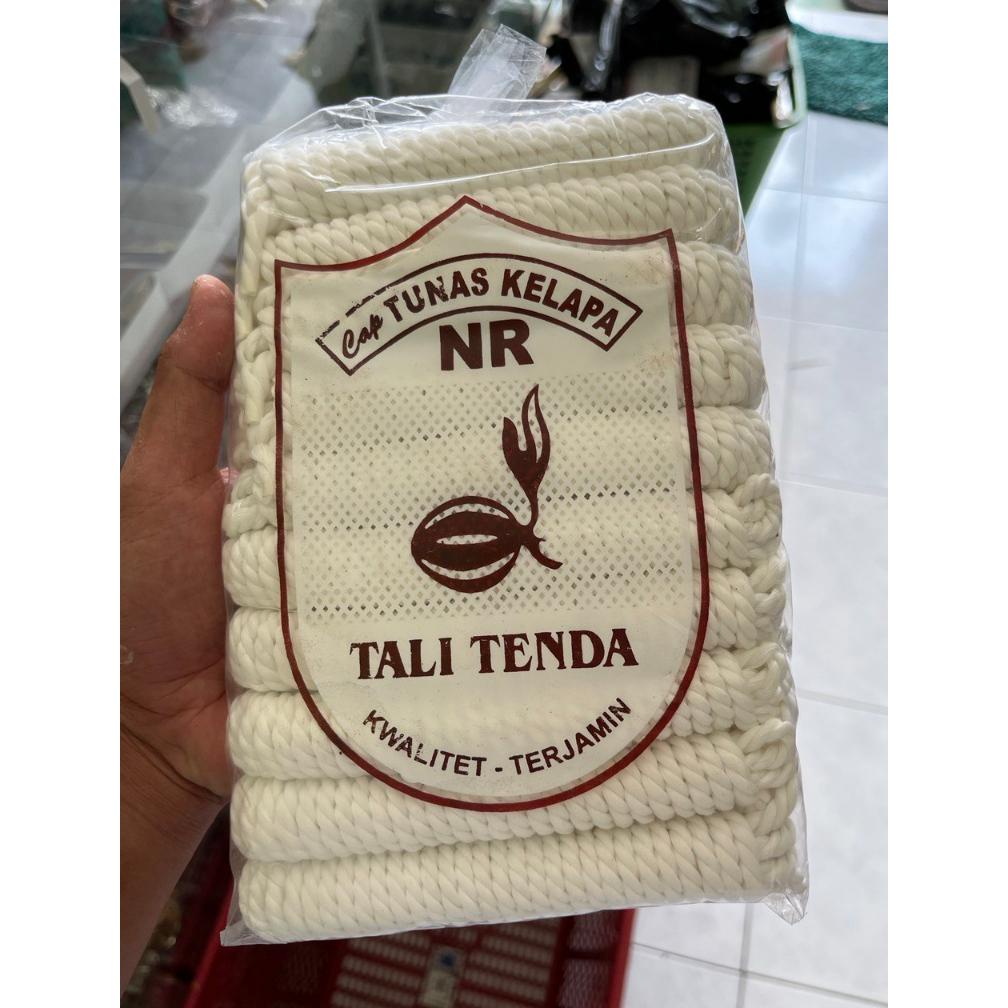 Cap TUNAS KELAPA
NR
TALI TENDA
KWALITET - TERJAMIN